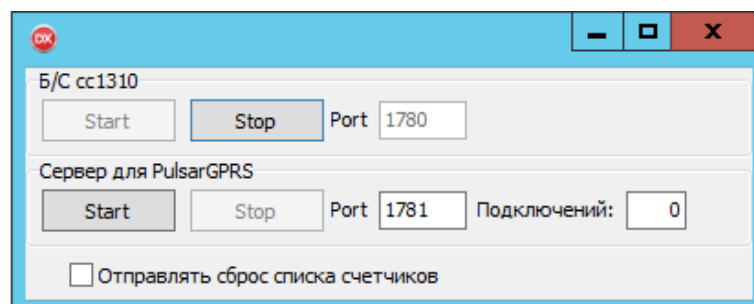 DX
Б/С cc1310
Start Stop Port 1780
Сервер для PulsarGPRS
Start Stop Port 1781 Подключений: 0
Отправлять сброс списка счетчиков